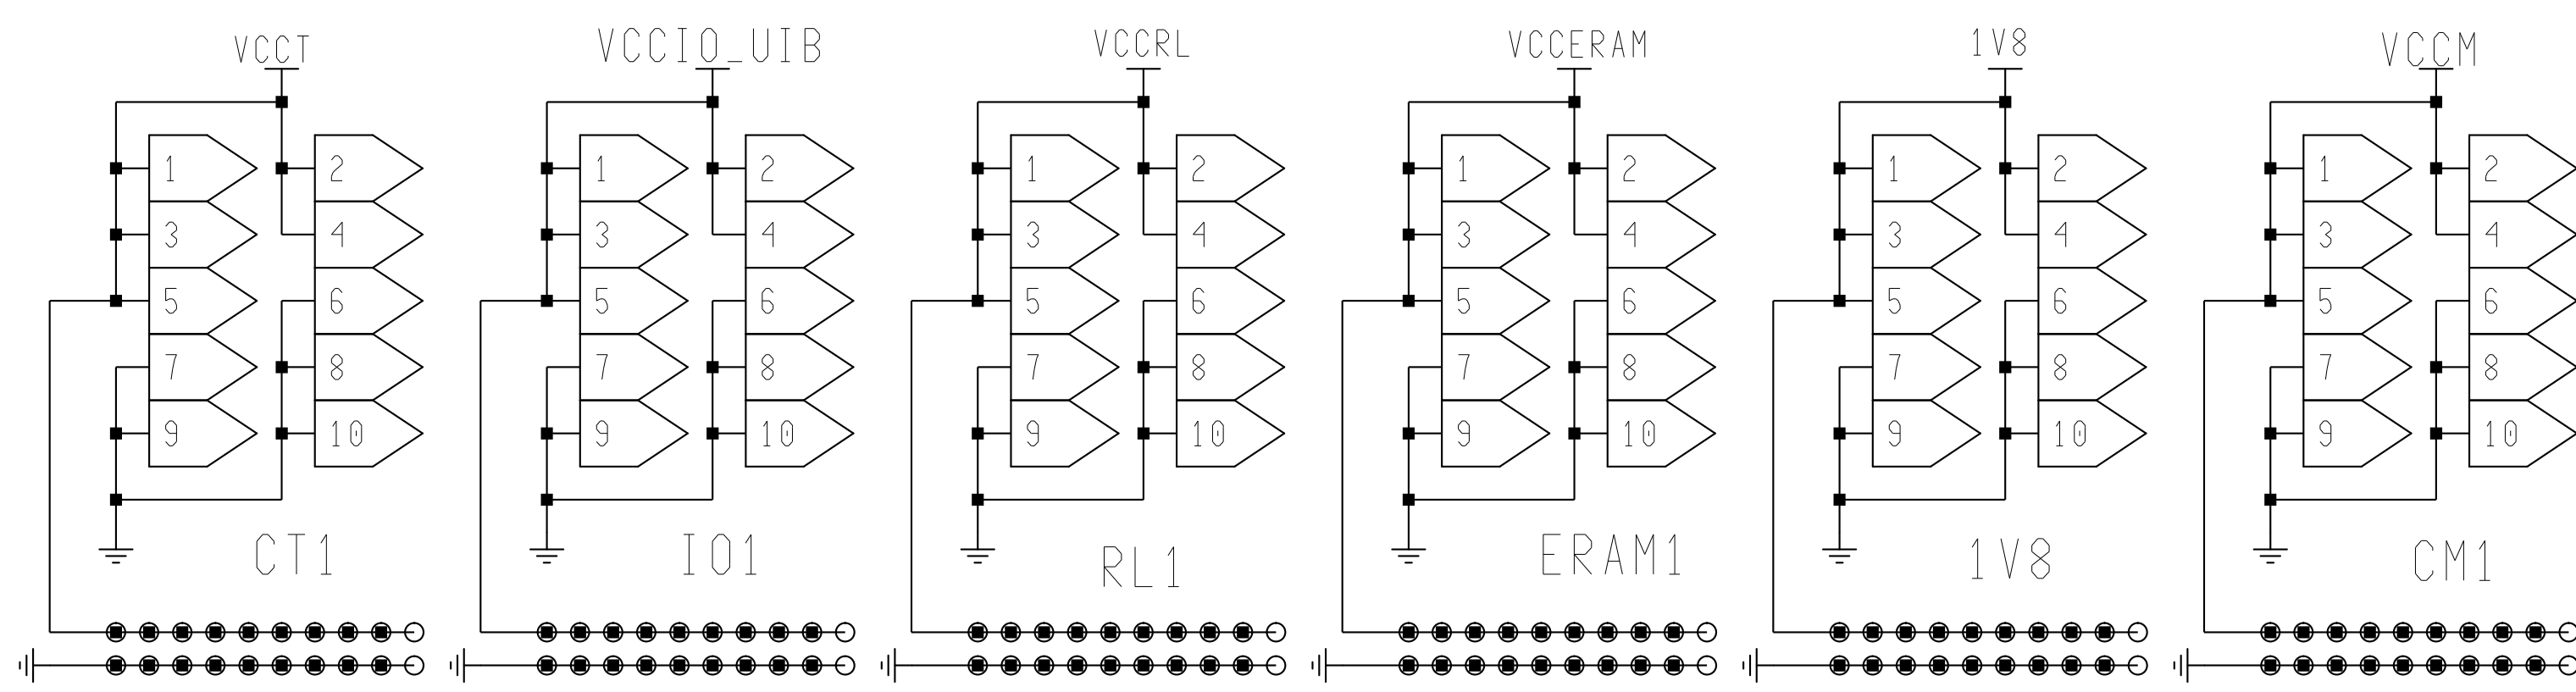 VCCT VCCIO_UIB VCCRL VCCERAM 1V8 VCCM
1 2 1 2 1 2 1 2 1 2 1 2
3 4 3 4 3 4 3 4 3 4 3 4
5 6 5 6 5 6 5 6 5 6 5 6
7 8 7 8 7 8 7 8 7 8 7 8
9 10 9 10 9 10 9 10 9 10 9 10
CT1 IO1 RL1 ERAM1 1V8 CM1